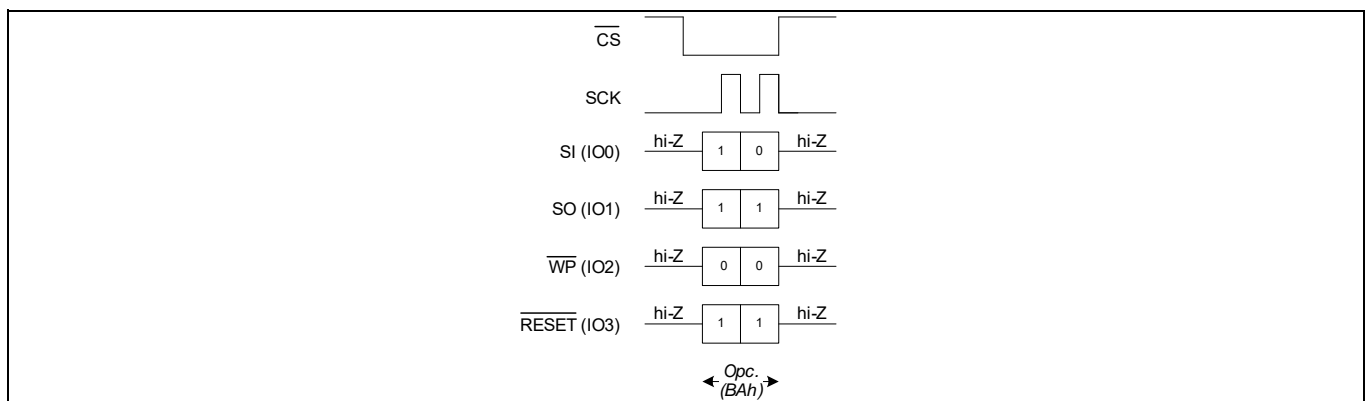 CS
SCK
SI (IO0) hi-Z 1 0 hi-Z
SO (IO1) hi-Z 1 1 hi-Z
WP (IO2) hi-Z 0 0 hi-Z
RESET (IO3) hi-Z 1 1 hi-Z
Opc.
(BAh)